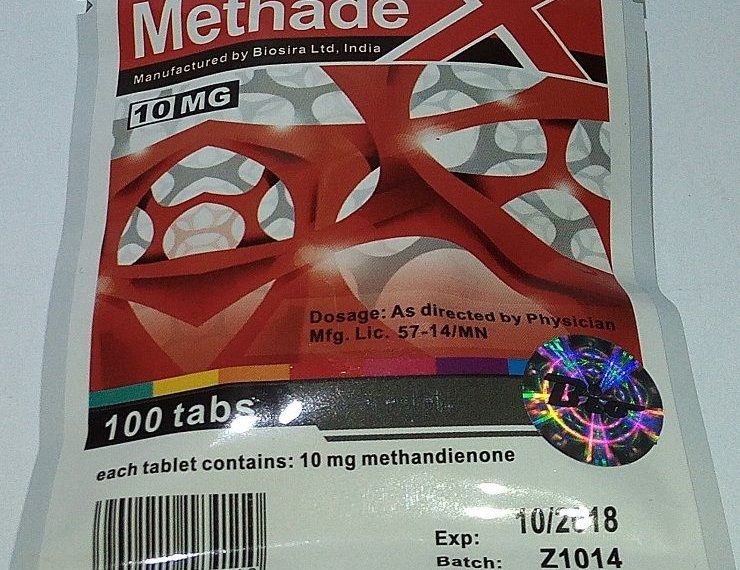 Methade X
Manufactured by Biosira Ltd, India
10 MG
Dosage: As directed by Physician
Mfg. Lic. 57-14/MN
100 tabs
each tablet contains: 10 mg methandienone
Exp: 10/2018
Batch: Z1014